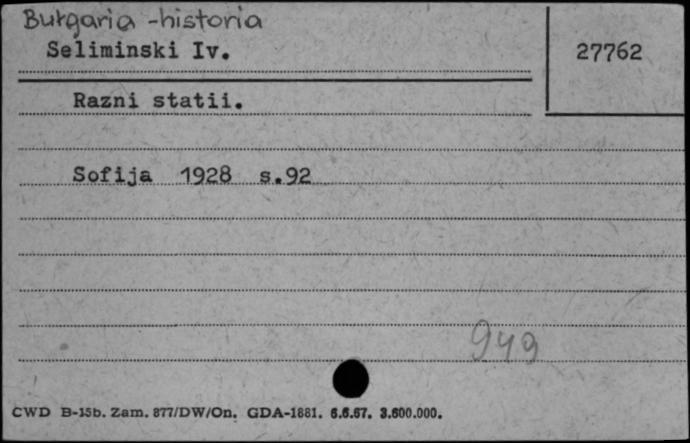 Bułgaria - historia
Seliminski Iv.
27762
Razni statii.
Sofija 1928 s.92
949
CWD B-15b. Zam. 877/DW/On. GDA-1881. 6.6.67. 3.600.000.